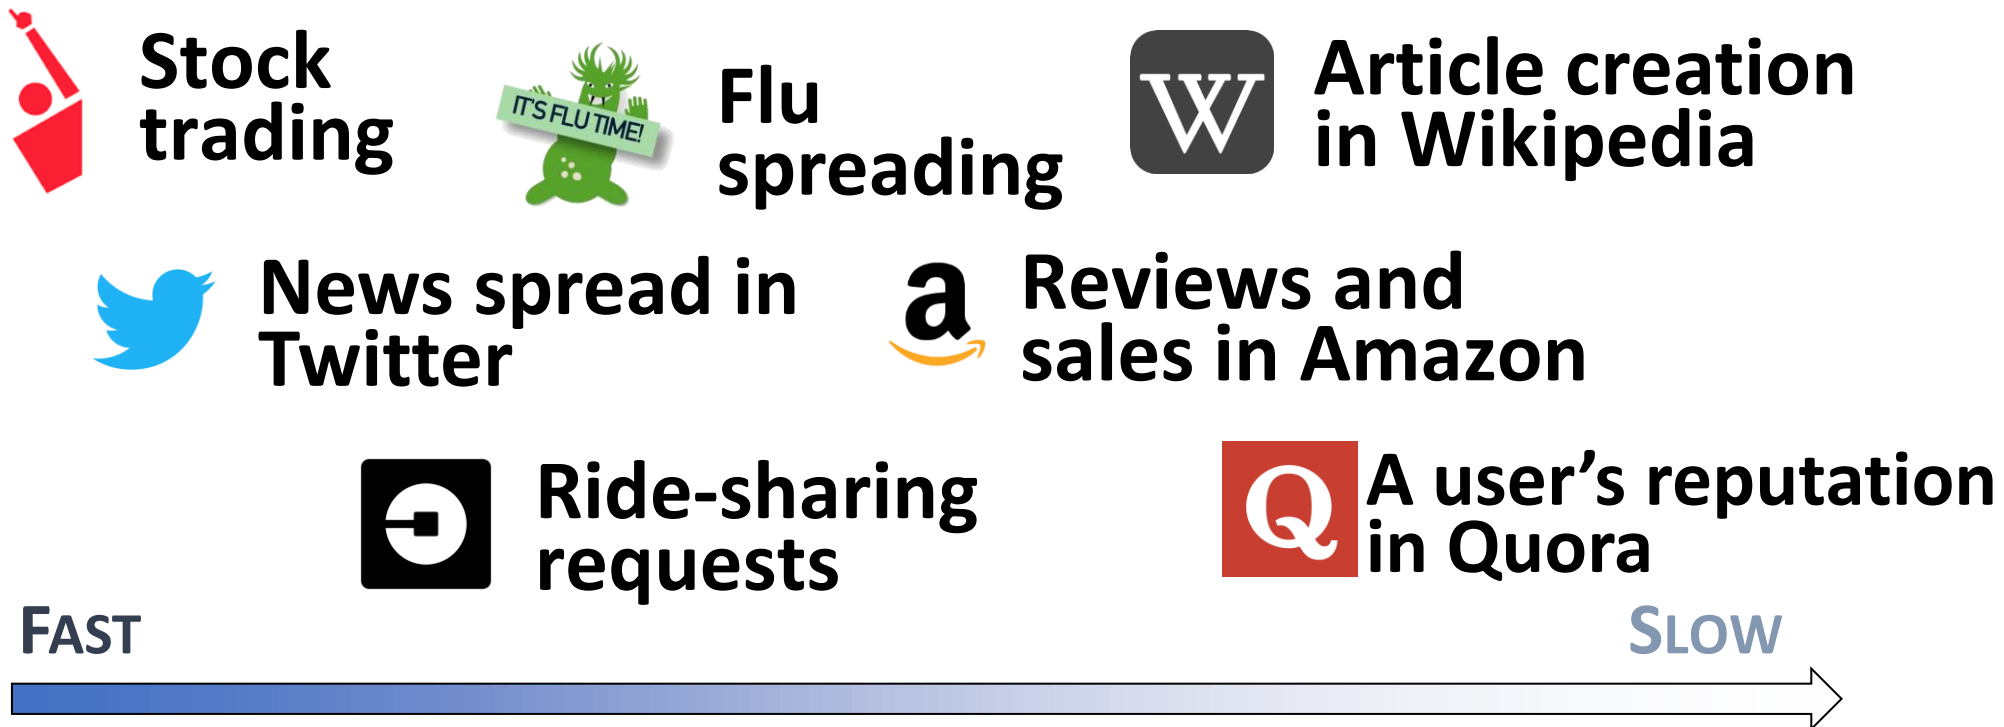 Stock
trading
IT'S FLU TIME!
Flu
spreading
W
Article creation
in Wikipedia
News spread in
Twitter
a
Reviews and
sales in Amazon
Ride-sharing
requests
Q
A user’s reputation
in Quora
FAST
SLOW